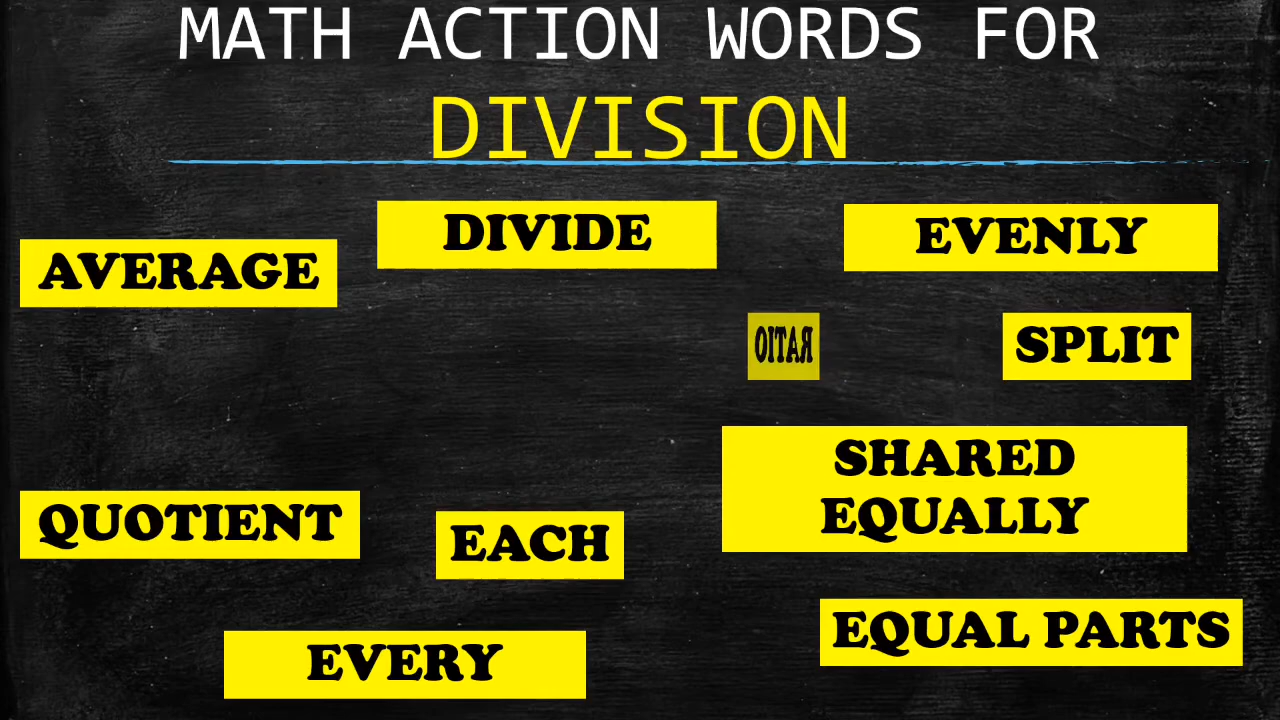 MATH ACTION WORDS FOR
DIVISION
AVERAGE
DIVIDE
EVENLY
RATIO
SPLIT
SHARED
EQUALLY
QUOTIENT
EACH
EQUAL PARTS
EVERY